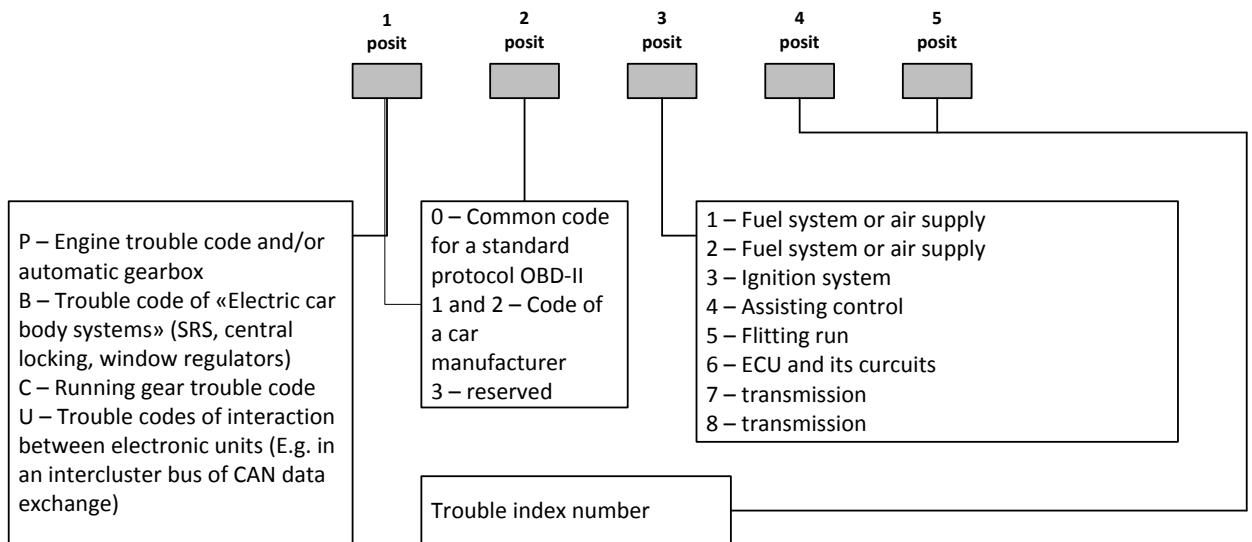 1
posit
2
posit
3
posit
4
posit
5
posit
P – Engine trouble code and/or
automatic gearbox
B – Trouble code of «Electric car
body systems» (SRS, central
locking, window regulators)
C – Running gear trouble code
U – Trouble codes of interaction
between electronic units (E.g. in
an intercluster bus of CAN data
exchange)
0 – Common code
for a standard
protocol OBD-II
1 and 2 – Code of
a car
manufacturer
3 – reserved
1 – Fuel system or air supply
2 – Fuel system or air supply
3 – Ignition system
4 – Assisting control
5 – Flitting run
6 – ECU and its curcuits
7 – transmission
8 – transmission
Trouble index number